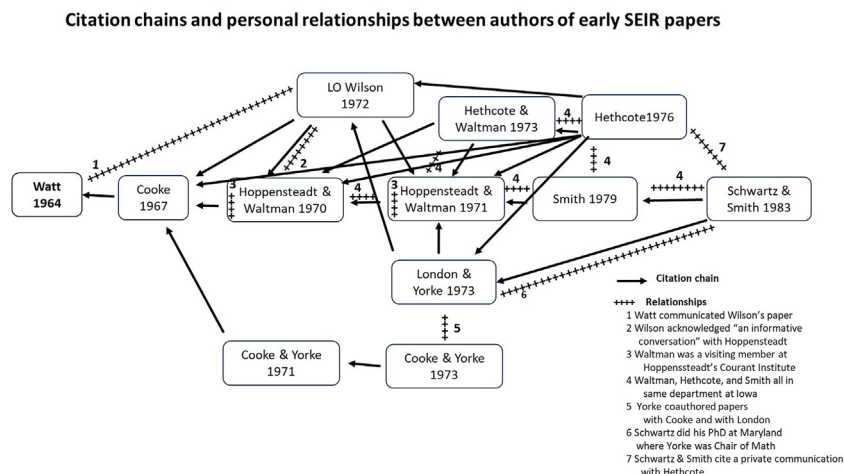 Citation chains and personal relationships between authors of early SEIR papers
LO Wilson
1972
Hethcote &
Waltman 1973
4
Hethcote1976
1
2
4
4
7
Watt
1964
Cooke
1967
3
Hoppensteadt &
Waltman 1970
4
3
Hoppensteadt &
Waltman 1971
4
Smith 1979
4
Schwartz &
Smith 1983
London &
Yorke 1973
6
5
Cooke & Yorke
1971
Cooke & Yorke
1973
Citation chain
Relationships
1 Watt communicated Wilson's paper
2 Wilson acknowledged "an informative
conversation" with Hoppensteadt
3 Waltman was a visiting member at
Hoppenssteadt's Courant Institute
4 Waltman, Hethcote, and Smith all in
same department at Iowa
5 Yorke coauthored papers
with Cooke and with London
6 Schwartz did his PhD at Maryland
where Yorke was Chair of Math
7 Schwartz & Smith cite a private communication
with Hethcote